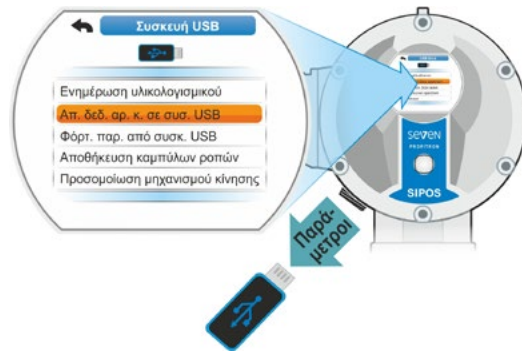 Συσκευή USB
Ενημέρωση υλικολογισμικού
Απ. δεδ. αρ. κ. σε συσ. USB
Φόρτ. παρ. από συσκ. USB
Αποθήκευση καμπύλων ροπών
Προσομοίωση μηχανισμού κίνησης
SEVEN
PROFITRON
SIPOS
Παρά-
μετροι